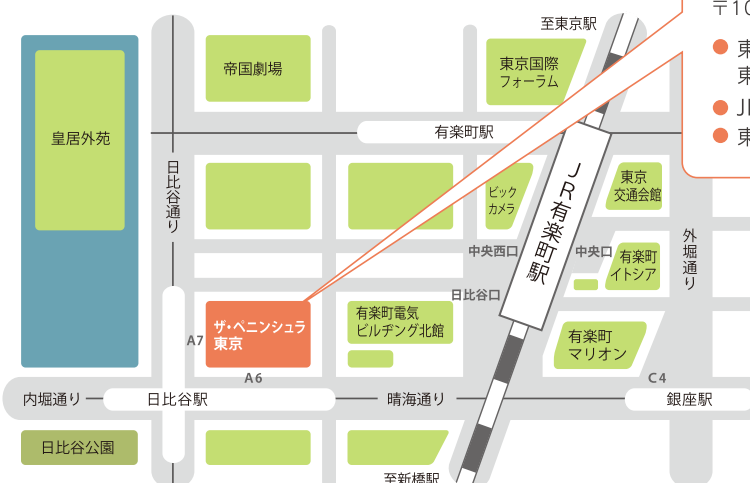 至東京駅
〒10
帝国劇場
東京国際
フォーラム
東
東
JR
東
皇居外苑
有楽町駅
日比谷通り
ビック
カメラ
JR有楽町駅
東京
交通会館
外堀通り
中央西口
中央口
有楽町
イトシア
日比谷口
ザ・ペニンシュラ
東京
A7
有楽町電気
ビルヂング北館
有楽町
マリオン
A6
C4
内堀通り
日比谷駅
晴海通り
銀座駅
日比谷公園
至新橋駅